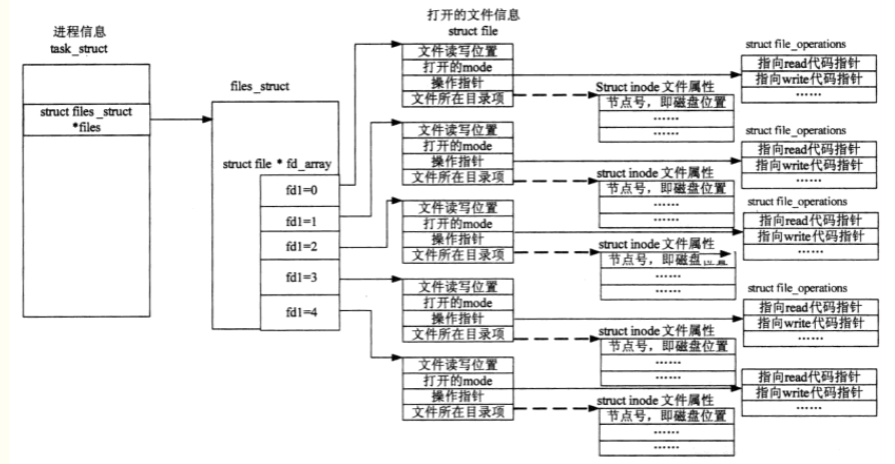 进程信息
task_struct
struct files_struct
*files
files_struct
struct file * fd_array
fd1=0
fd1=1
fd1=2
fd1=3
fd1=4
打开的文件信息
struct file
文件读写位置
打开的mode
操作指针
文件所在目录项
文件读写位置
打开的mode
操作指针
文件所在目录项
文件读写位置
打开的mode
操作指针
文件所在目录项
文件读写位置
打开的mode
操作指针
文件所在目录项
文件读写位置
打开的mode
操作指针
文件所在目录项
Struct inode 文件属性
节点号，即磁盘位置
……
……
struct inode 文件属性
节点号，即磁盘位置
……
……
struct inode 文件属性
节点号，即磁盘位置
……
……
struct inode 文件属性
节点号，即磁盘位置
……
……
struct inode 文件属性
节点号，即磁盘位置
……
……
struct file_operations
指向read代码指针
指向write代码指针
……
struct file_operations
指向read代码指针
指向write代码指针
……
struct file_operations
指向read代码指针
指向write代码指针
……
struct file_operations
指向read代码指针
指向write代码指针
……
指向read代码指针
指向write代码指针
……